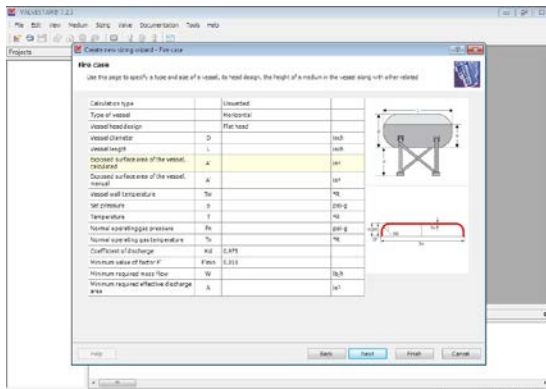 VALVESTAR® 7.2.3
File Edit View Medium Sizing Valve Documentation Tools Help
Projects
Create new sizing wizard - Fire case
Fire case
Use this page to specify a type and size of a vessel, its head design, the height of a medium in the vessel along with other related
Calculation type Unwetted
Type of vessel Horizontal
Vessel head design Flat head
Vessel diameter D inch
Vessel length L inch
Exposed surface area of the vessel, calculated A' in²
Exposed surface area of the vessel, manual A' in²
Vessel wall temperature Tw °R
Set pressure p psi-g
Temperature T °R
Normal operating gas pressure Pn psi-g
Normal operating gas temperature Tn °R
Coefficient of discharge Kd 0,975
Minimum value of factor F' F'min 0,010
Minimum required mass flow W lb/h
Minimum required effective discharge area A in²
Help Back Next Finish Cancel